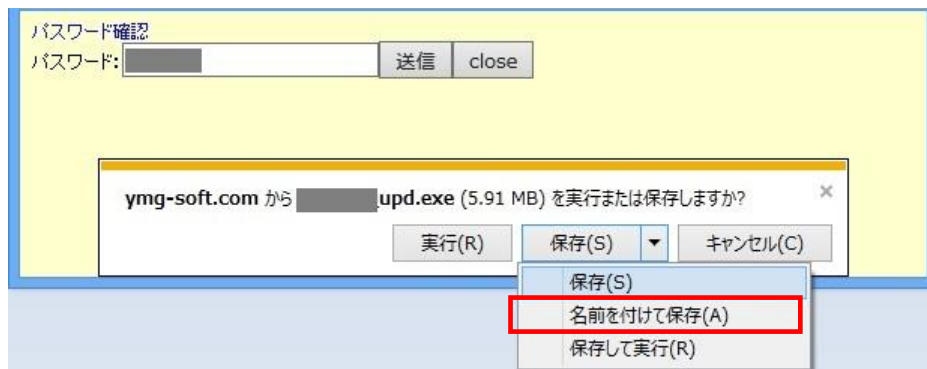 パスワード確認
パスワード: 送信 close
ymg-soft.com から _upd.exe (5.91 MB) を実行または保存しますか? ×
実行(R) 保存(S) ▼ キャンセル(C)
保存(S)
名前を付けて保存(A)
保存して実行(R)